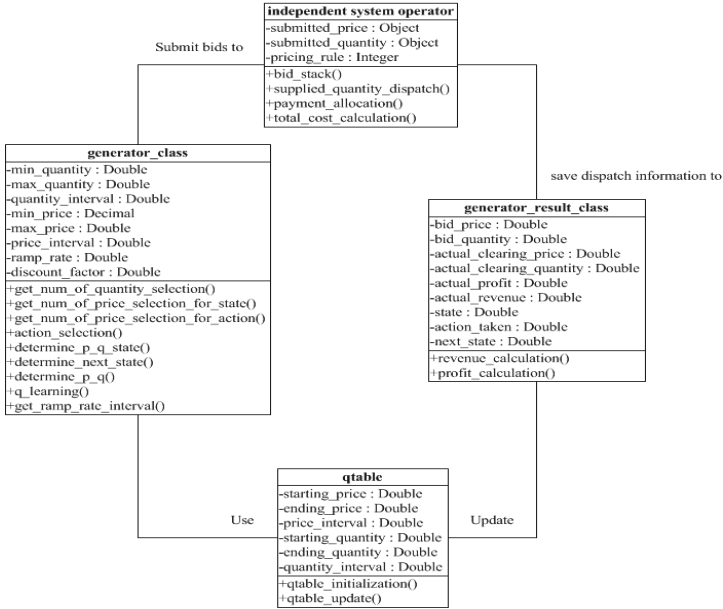 independent system operator
-submitted_price : Object
-submitted_quantity : Object
-pricing_rule : Integer
+bid_stack()
+supplied_quantity_dispatch()
+payment_allocation()
+total_cost_calculation()
Submit bids to
generator_class
-min_quantity : Double
-max_quantity : Double
-quantity_interval : Double
-min_price : Decimal
-max_price : Double
-price_interval : Double
-ramp_rate : Double
-discount_factor : Double
+get_num_of_quantity_selection()
+get_num_of_price_selection_for_state()
+get_num_of_price_selection_for_action()
+action_selection()
+determine_p_q_state()
+determine_next_state()
+determine_p_q()
+q_learning()
+get_ramp_rate_interval()
save dispatch information to
generator_result_class
-bid_price : Double
-bid_quantity : Double
-actual_clearing_price : Double
-actual_clearing_quantity : Double
-actual_profit : Double
-actual_revenue : Double
-state : Double
-action_taken : Double
-next_state : Double
+revenue_calculation()
+profit_calculation()
Use
Update
qtable
-starting_price : Double
-ending_price : Double
-price_interval : Double
-starting_quantity : Double
-ending_quantity : Double
-quantity_interval : Double
+qtable_initialization()
+qtable_update()